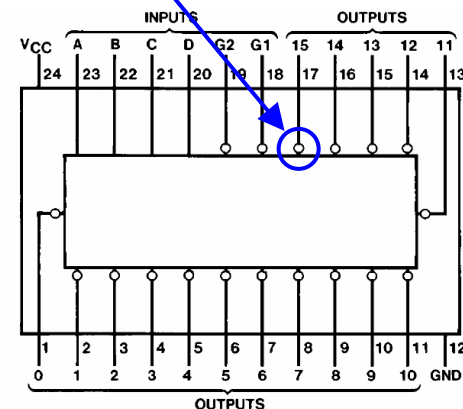 INPUTS OUTPUTS
VCC A B C D G2 G1 15 14 13 12 11
24 23 22 21 20 19 18 17 16 15 14 13
1 2 3 4 5 6 7 8 9 10 11 12
0 1 2 3 4 5 6 7 8 9 10 GND
OUTPUTS